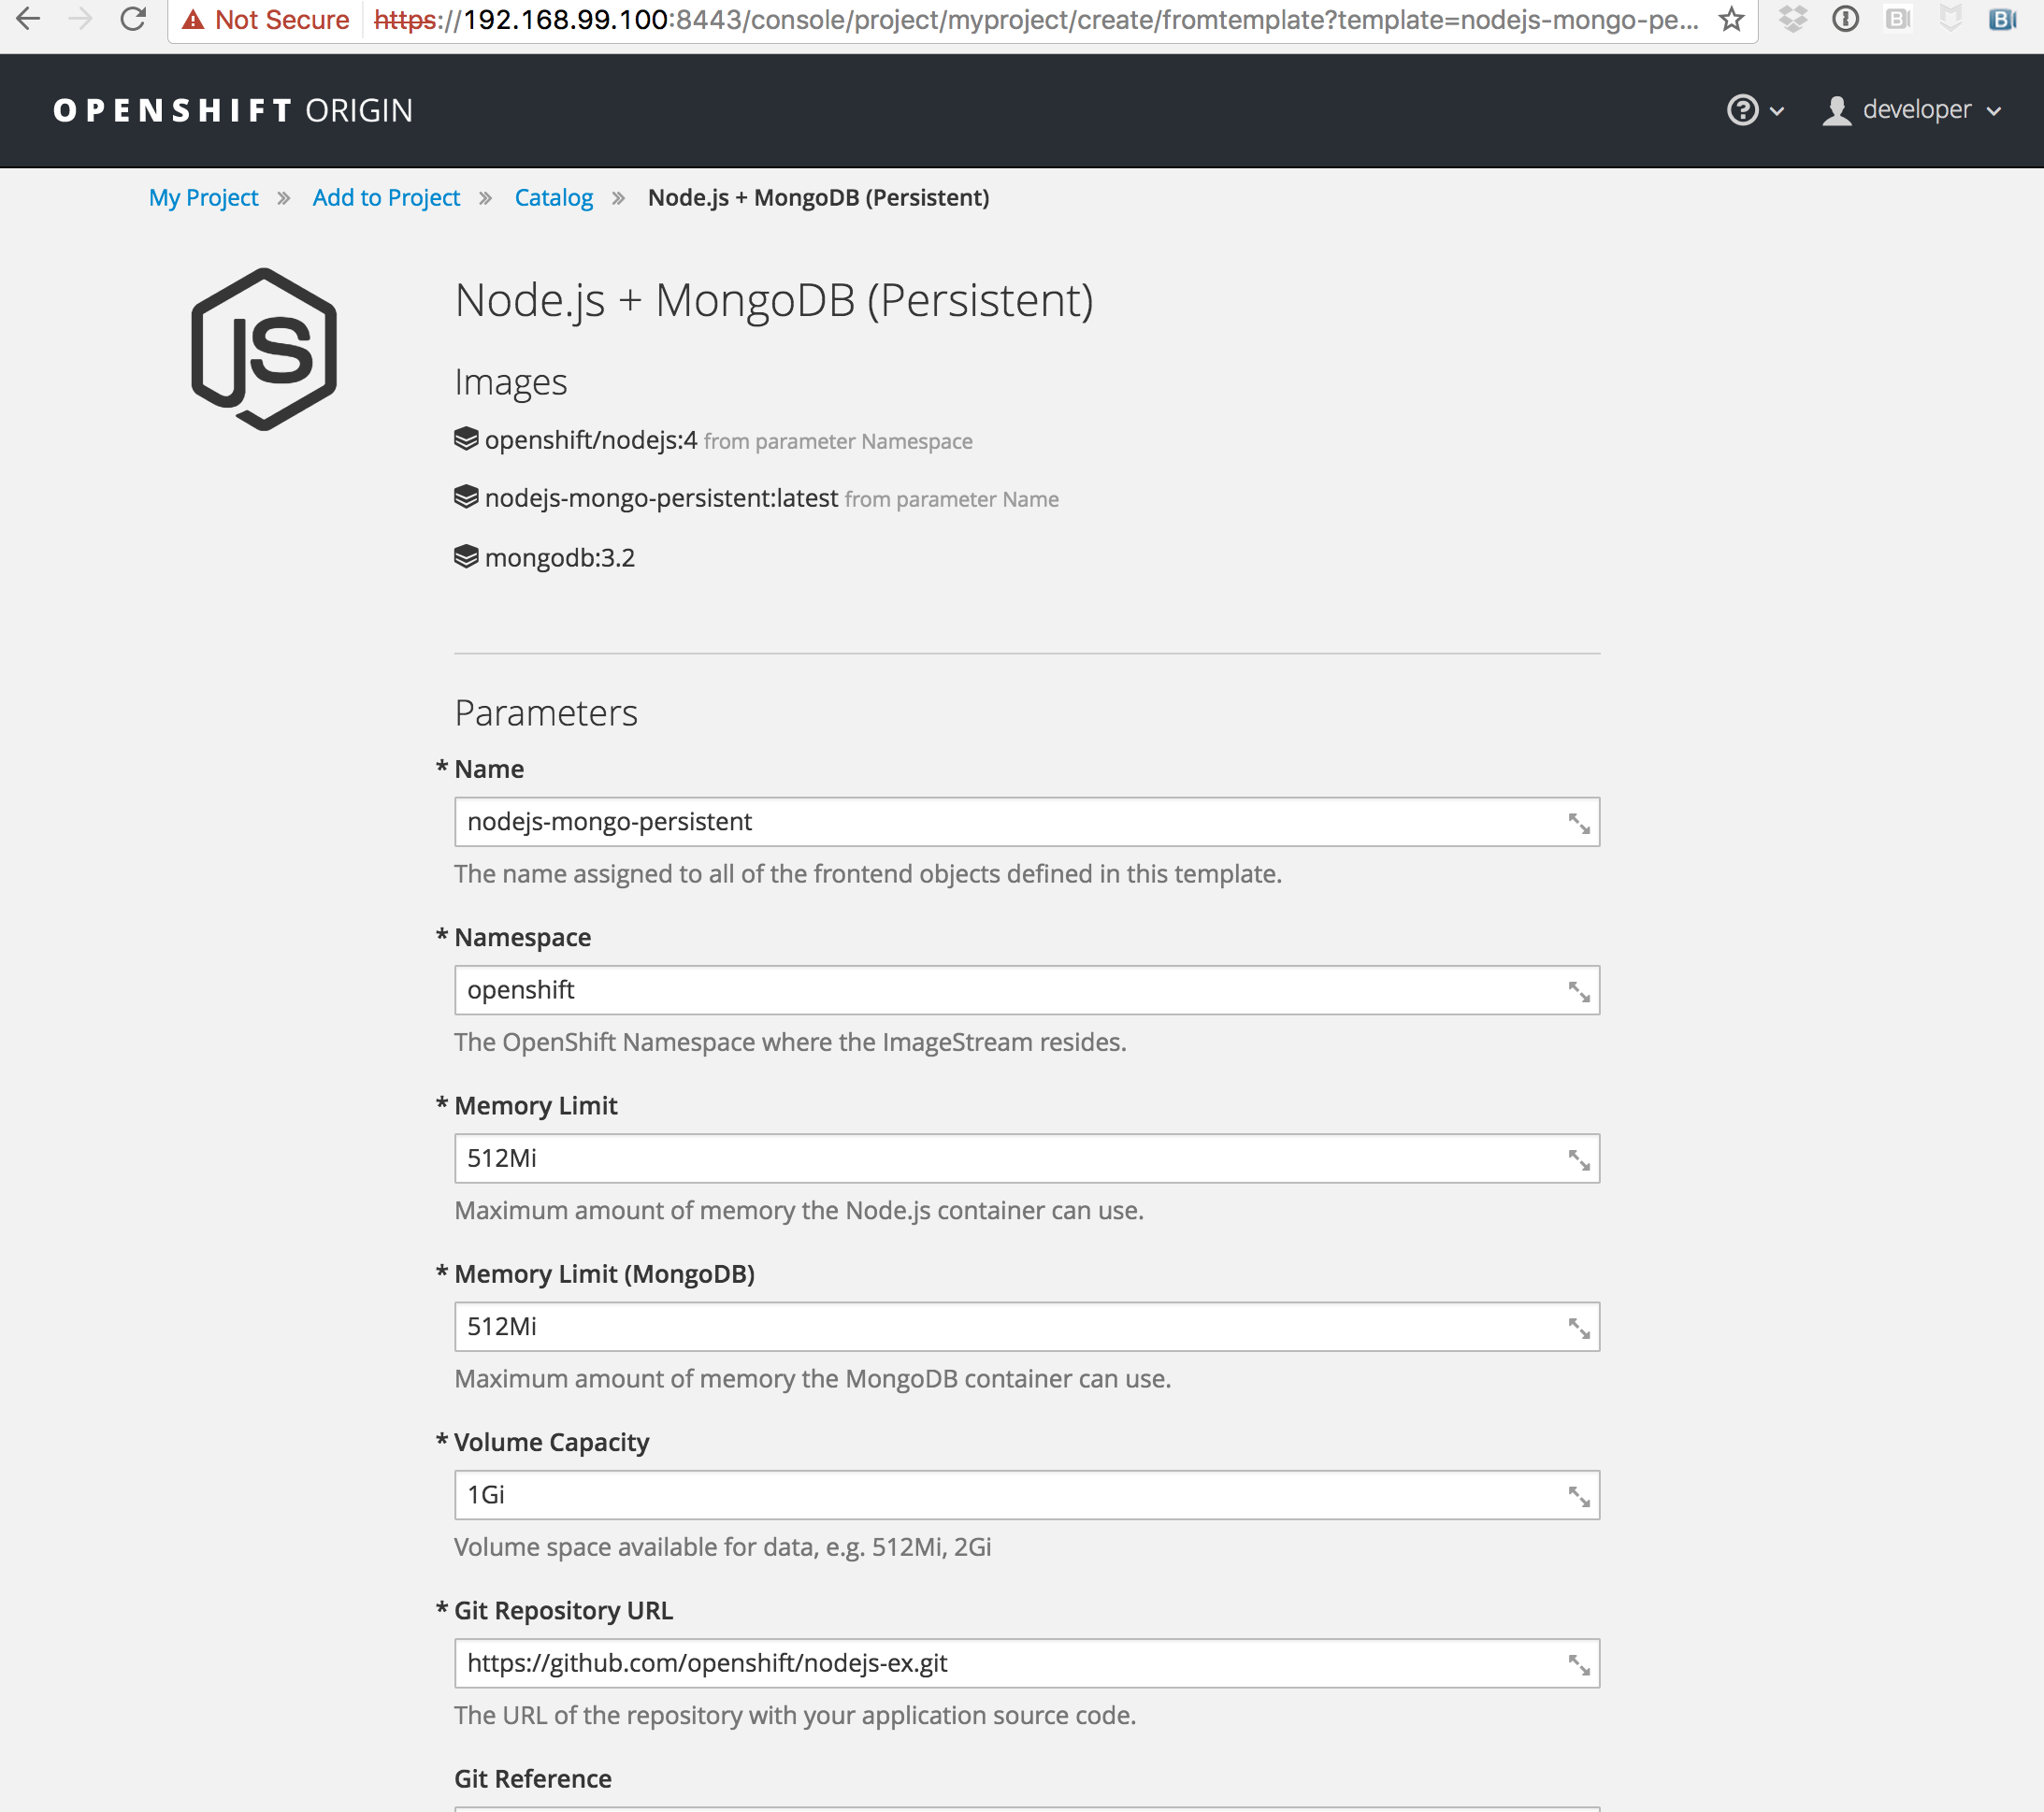 Not Secure https://192.168.99.100:8443/console/project/myproject/create/fromtemplate?template=nodejs-mongo-pe...
OPENSHIFT ORIGIN
developer
My Project » Add to Project » Catalog » Node.js + MongoDB (Persistent)
JS
Node.js + MongoDB (Persistent)
Images
openshift/nodejs:4 from parameter Namespace
nodejs-mongo-persistent:latest from parameter Name
mongodb:3.2
Parameters
* Name
nodejs-mongo-persistent
The name assigned to all of the frontend objects defined in this template.
* Namespace
openshift
The OpenShift Namespace where the ImageStream resides.
* Memory Limit
512Mi
Maximum amount of memory the Node.js container can use.
* Memory Limit (MongoDB)
512Mi
Maximum amount of memory the MongoDB container can use.
* Volume Capacity
1Gi
Volume space available for data, e.g. 512Mi, 2Gi
* Git Repository URL
https://github.com/openshift/nodejs-ex.git
The URL of the repository with your application source code.
Git Reference